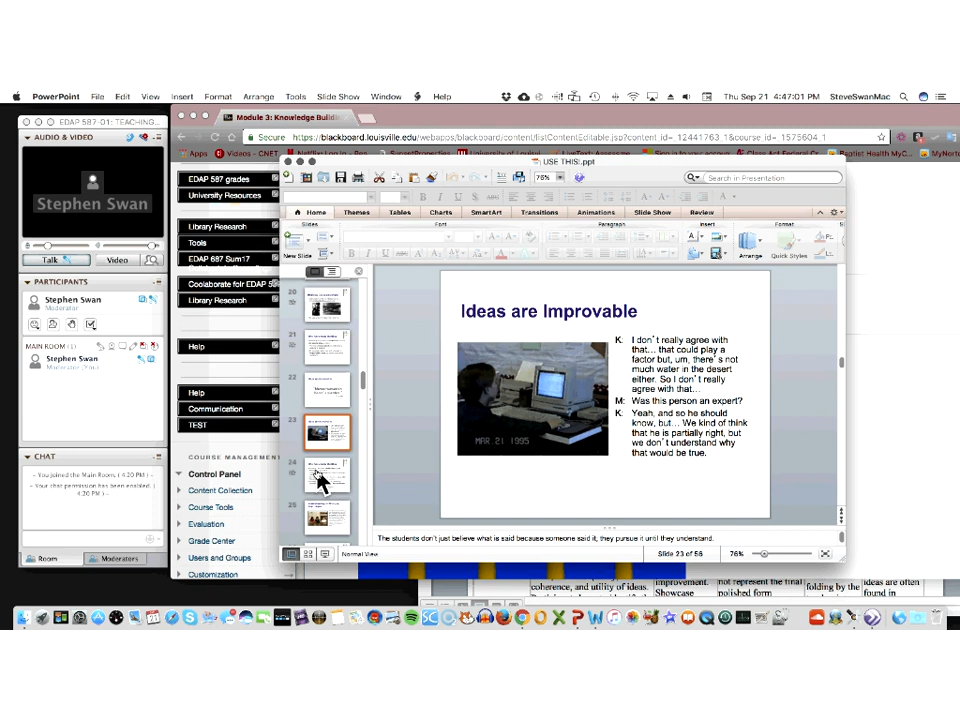 PowerPoint File Edit View Insert Format Arrange Tools Slide Show Window Help Thu Sep 21 4:47:01 PM SteveSwanMac
EDAP 587-01: TEACHING...
AUDIO & VIDEO
Stephen Swan
Talk Video
PARTICIPANTS
Stephen Swan
Moderator
MAIN ROOM (1)
Stephen Swan
Moderator (You)
CHAT
- You joined the Main Room. ( 4:20 PM ) -
- Your chat permission has been enabled. (
4:20 PM ) -
Room Moderators
Module 3: Knowledge Buildin
Secure https://blackboard.louisville.edu/webapps/blackboard/content/listContentEditable.jsp?content_id=_12441763_1&course_id=_1575604_1
Apps Videos - CNET
Baptist Health MyC... MyNorto
EDAP 587 grades
University Resources
Library Research
Tools
EDAP 687 Sum17
Library Research
Help
Help
Communication
TEST
COURSE MANAGEMEN
Control Panel
Content Collection
Course Tools
Evaluation
Grade Center
Users and Groups
Customization
USE THIS!.ppt
76% Search in Presentation
Home Themes Tables Charts SmartArt Transitions Animations Slide Show Review
Slides Font Paragraph Insert Format
New Slide Arrange Quick Styles
20
21
22
23
24
25
Ideas are Improvable
K: I don't really agree with
that... that could play a
factor but, um, there's not
much water in the desert
either. So I don't really
agree with that...
M: Was this person an expert?
K: Yeah, and so he should
know, but... We kind of think
that he is partially right, but
we don't understand why
that would be true.
MAR. 21 1995
The students don't just believe what is said because someone said it; they pursue it until they understand.
Normal View Slide 23 of 56 76%
coherence, and utility of ideas.
improvement.
Showcase
not represent the final
polished form
folding by the
ideas are often
found in